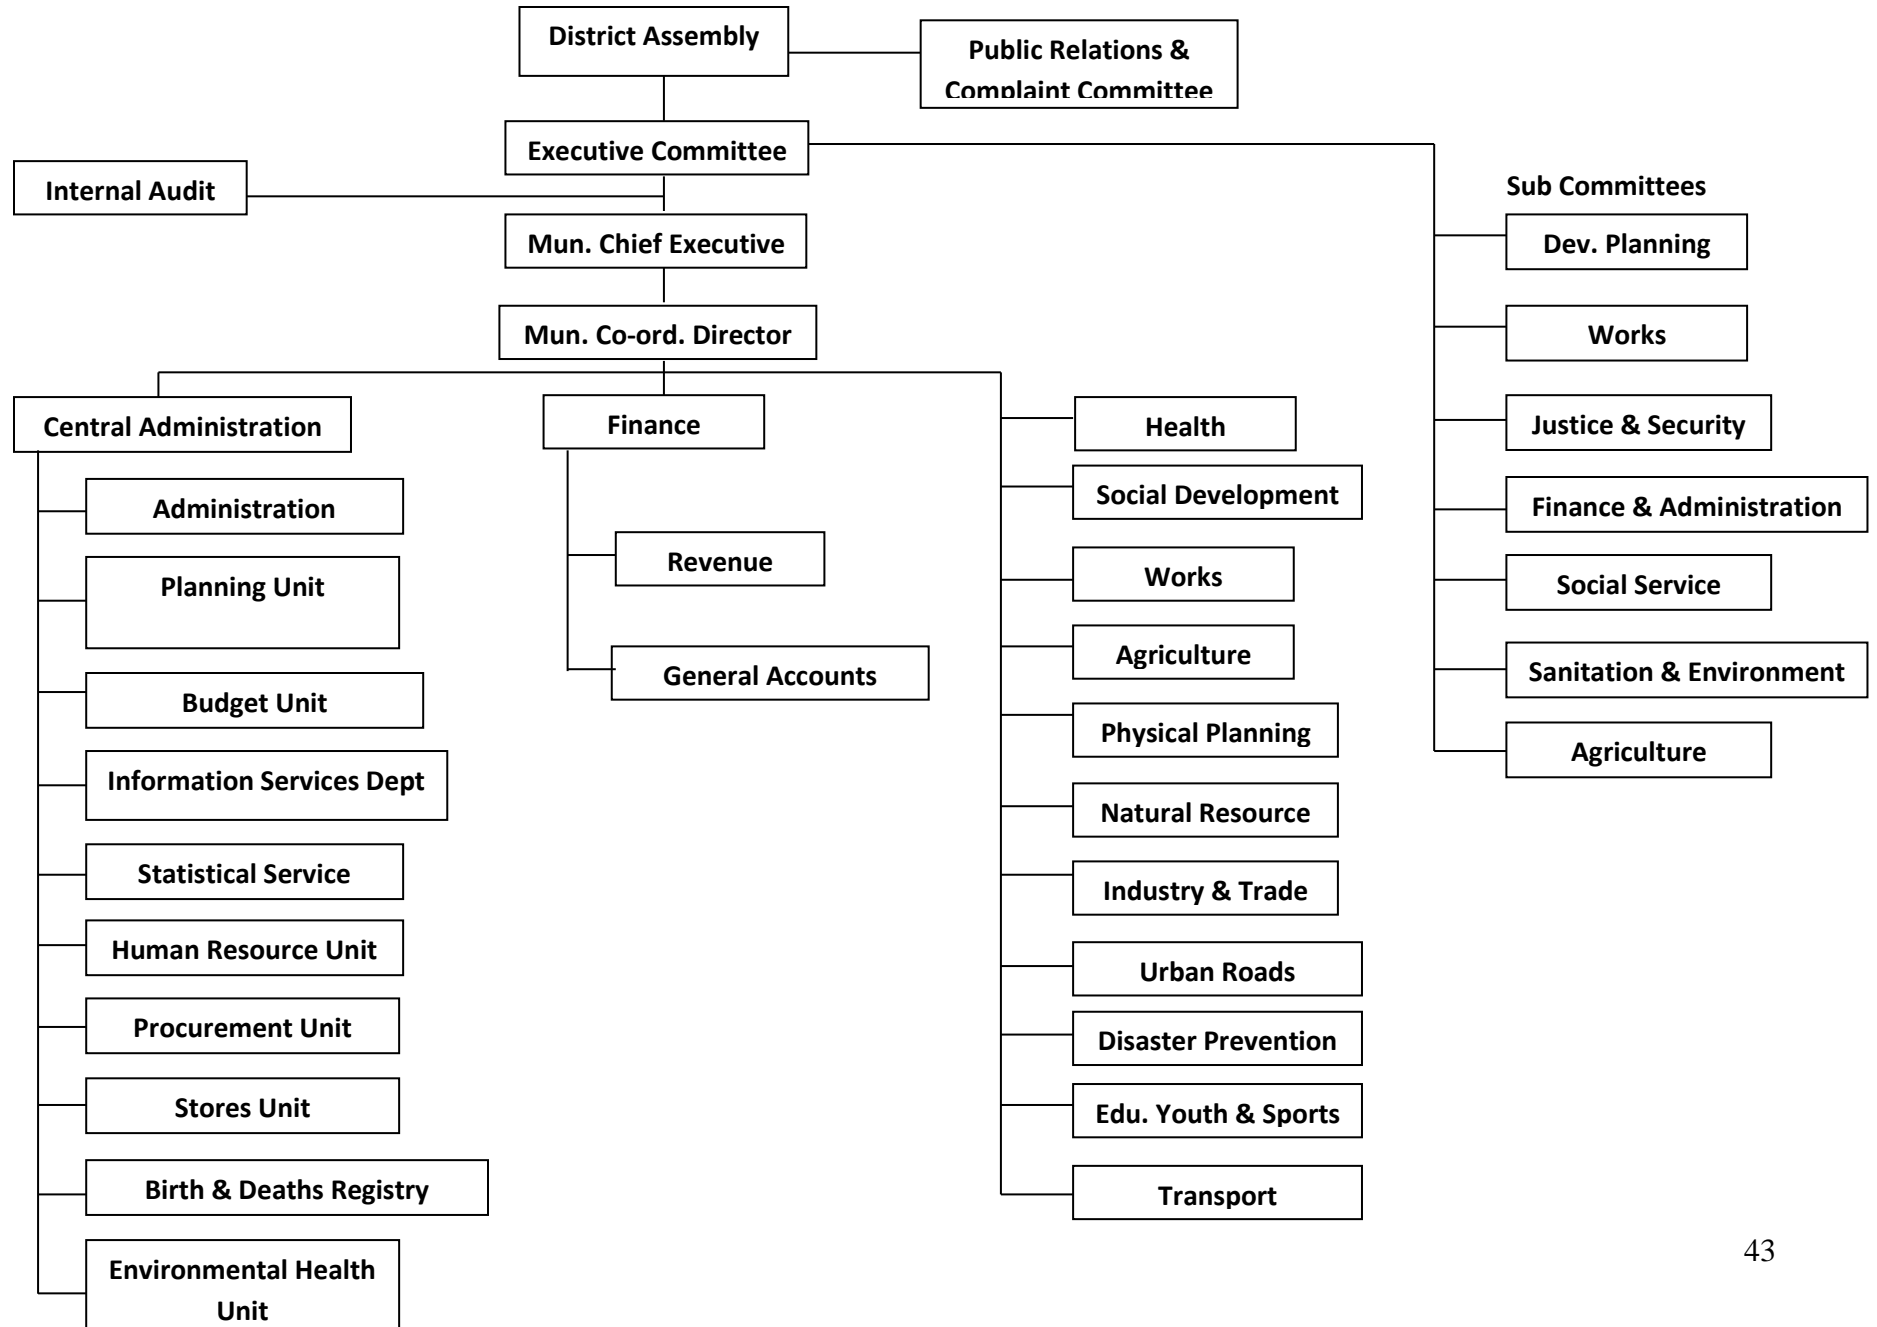 District Assembly
Public Relations &
Complaint Committee
Executive Committee
Internal Audit
Sub Committees
Mun. Chief Executive
Dev. Planning
Mun. Co-ord. Director
Works
Central Administration
Finance
Health
Justice & Security
Administration
Social Development
Finance & Administration
Planning Unit
Revenue
Works
Social Service
Budget Unit
General Accounts
Agriculture
Sanitation & Environment
Physical Planning
Agriculture
Information Services Dept
Natural Resource
Statistical Service
Industry & Trade
Human Resource Unit
Urban Roads
Procurement Unit
Disaster Prevention
Stores Unit
Edu. Youth & Sports
Birth & Deaths Registry
Transport
Environmental Health
Unit
43